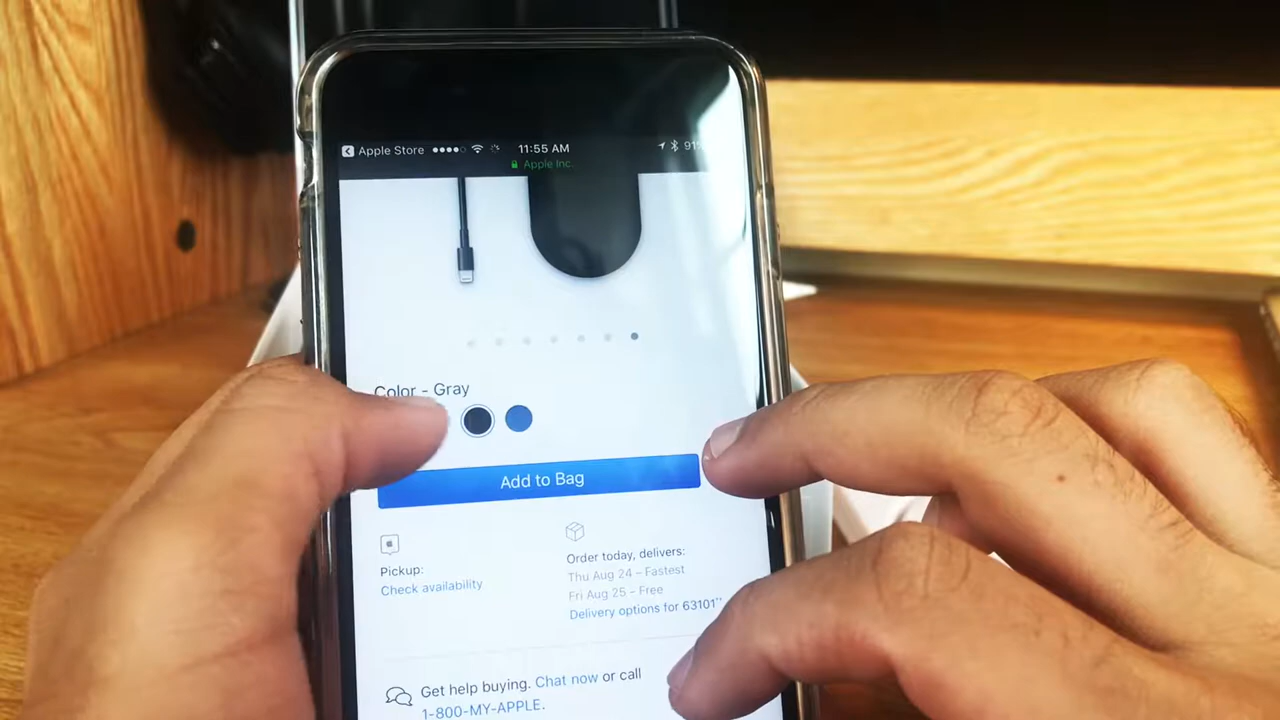 Apple Store 11:55 AM 91%
Apple Inc.
Color - Gray
Add to Bag
Pickup:
Check availability
Order today, delivers:
Thu Aug 24 – Fastest
Fri Aug 25 – Free
Delivery options for 63101**
Get help buying. Chat now or call
1-800-MY-APPLE.